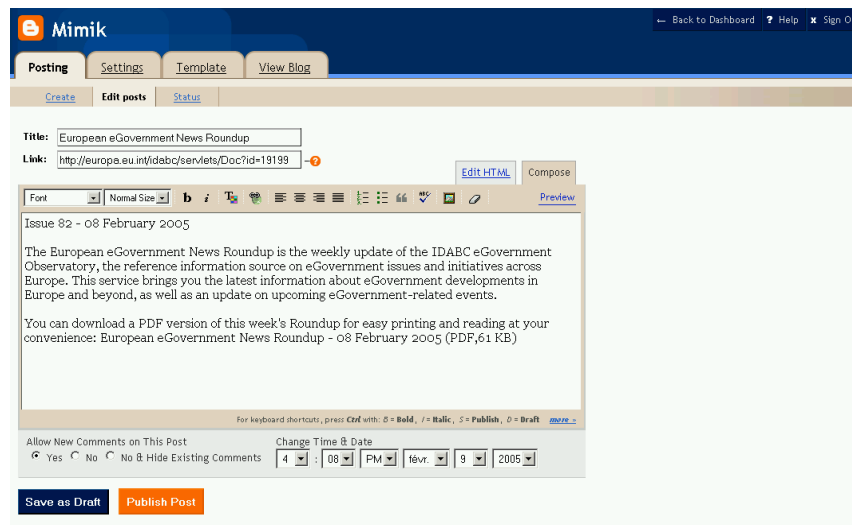 Mimik
← Back to Dashboard ? Help x Sign O
Posting Settings Template View Blog
Create Edit posts Status
Title: European eGovernment News Roundup
Link: http://europa.eu.int/idabc/servlets/Doc?id=19199
Edit HTML Compose
Font Normal Size b i Preview
Issue 82 - 08 February 2005
The European eGovernment News Roundup is the weekly update of the IDABC eGovernment
Observatory, the reference information source on eGovernment issues and initiatives across
Europe. This service brings you the latest information about eGovernment developments in
Europe and beyond, as well as an update on upcoming eGovernment-related events.
You can download a PDF version of this week's Roundup for easy printing and reading at your
convenience: European eGovernment News Roundup - 08 February 2005 (PDF,61 KB)
For keyboard shortcuts, press Ctrl with: B = Bold, I = Italic, S = Publish, D = Draft more »
Allow New Comments on This Post Change Time & Date
Yes No No & Hide Existing Comments 4 : 08 PM févr. 9 2005
Save as Draft Publish Post